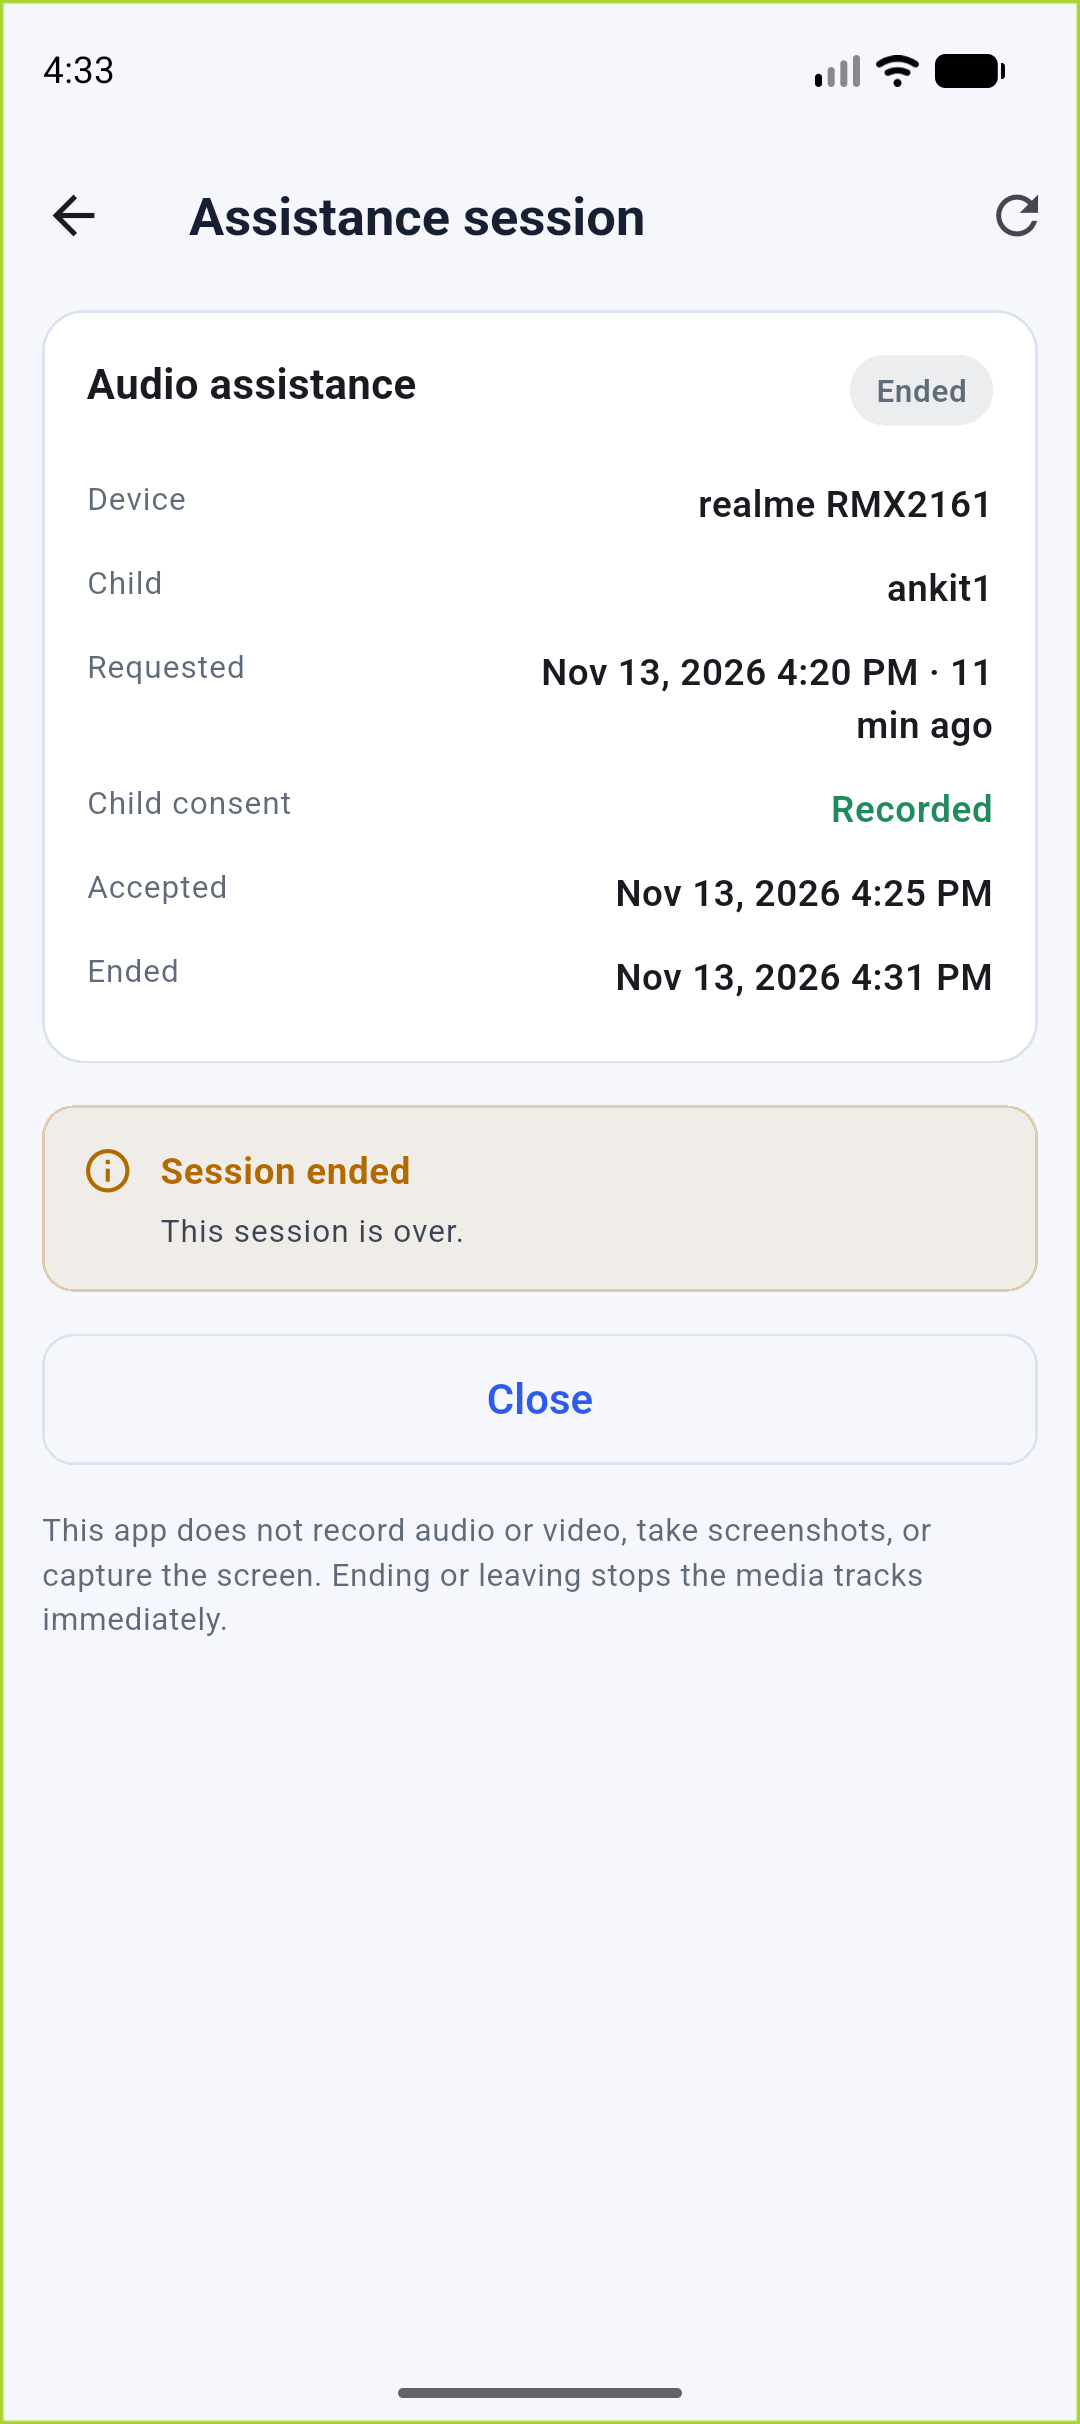 4:33
Assistance session
Audio assistance
Ended
Device
realme RMX2161
Child
ankit1
Requested
Nov 13, 2026 4:20 PM · 11
min ago
Child consent
Recorded
Accepted
Nov 13, 2026 4:25 PM
Ended
Nov 13, 2026 4:31 PM
Session ended
This session is over.
Close
This app does not record audio or video, take screenshots, or
capture the screen. Ending or leaving stops the media tracks
immediately.